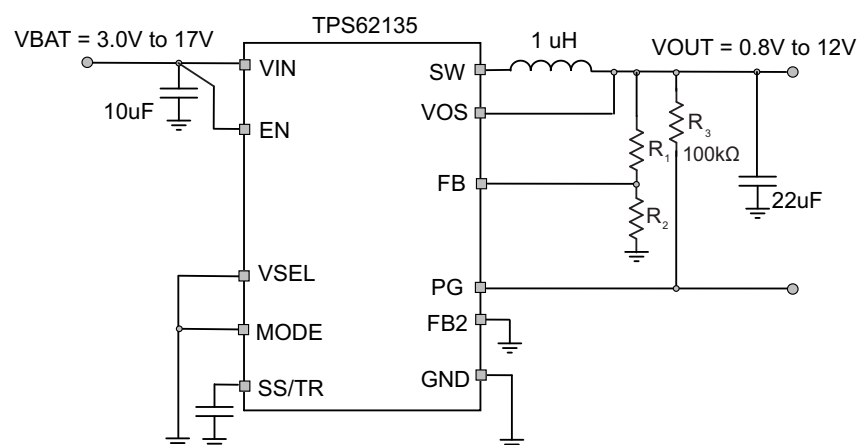 TPS62135
VBAT = 3.0V to 17V
1 uH
VOUT = 0.8V to 12V
VIN
SW
10uF
VOS
R3
EN
R1
100kΩ
FB
R2
22uF
VSEL
PG
MODE
FB2
SS/TR
GND